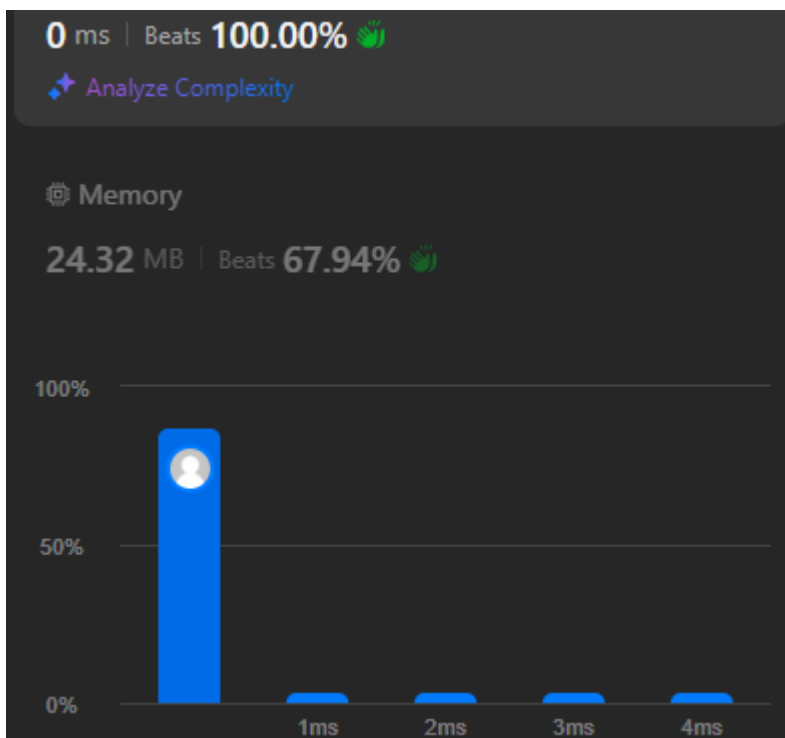 0 ms | Beats 100.00%
Analyze Complexity
Memory
24.32 MB | Beats 67.94%
100%
50%
0%
1ms 2ms 3ms 4ms